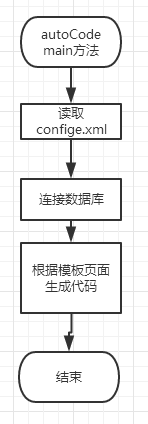 autoCode
main方法
读取
confige.xml
连接数据库
根据模板页面
生成代码
结束